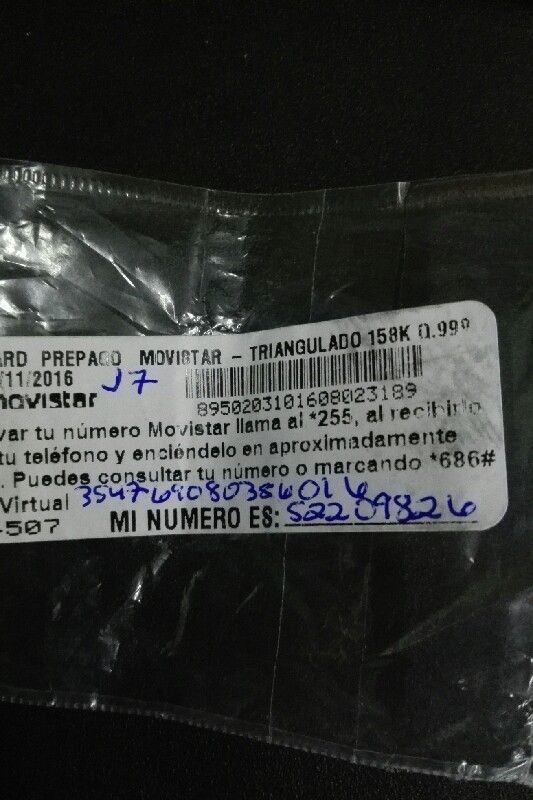 ARD PREPAGO MOVISTAR - TRIANGULADO 158K 0.99
/11/2016 J7
movistar
8950203101608023189
var tu número Movistar llama al *255, al recibirlo
tu teléfono y enciéndelo en aproximadamente
. Puedes consultar tu número o marcando *686#
Virtual 354769080386016
-507 MI NUMERO ES: 52209826